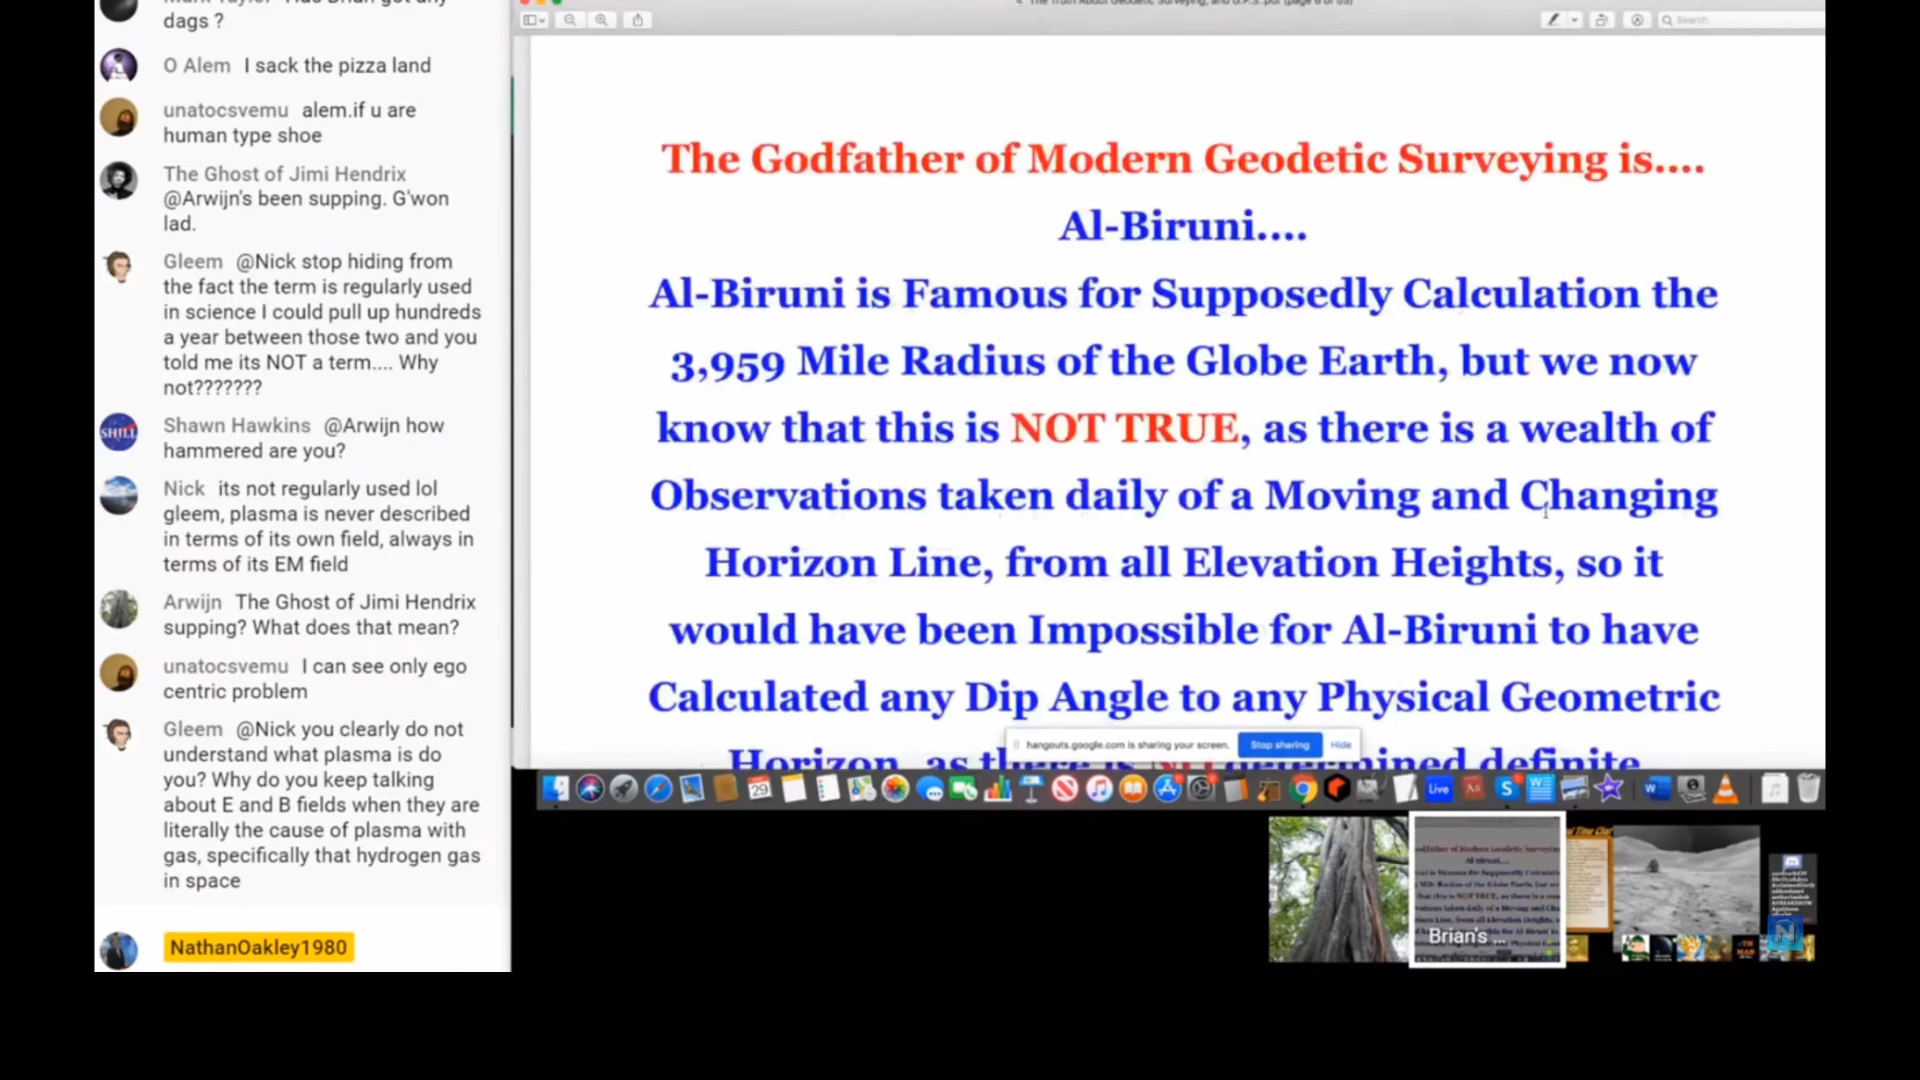 dags ?
O Alem I sack the pizza land
unatocsvemu alem.if u are
human type shoe
The Ghost of Jimi Hendrix
@Arwijn's been supping. G'won
lad.
Gleem @Nick stop hiding from
the fact the term is regularly used
in science I could pull up hundreds
a year between those two and you
told me its NOT a term.... Why
not???????
Shawn Hawkins @Arwijn how
hammered are you?
Nick its not regularly used lol
gleem, plasma is never described
in terms of its own field, always in
terms of its EM field
Arwijn The Ghost of Jimi Hendrix
supping? What does that mean?
unatocsvemu I can see only ego
centric problem
Gleem @Nick you clearly do not
understand what plasma is do
you? Why do you keep talking
about E and B fields when they are
literally the cause of plasma with
gas, specifically that hydrogen gas
in space
NathanOakley1980
SHILL
Search
The Godfather of Modern Geodetic Surveying is....
Al-Biruni....
Al-Biruni is Famous for Supposedly Calculation the
3,959 Mile Radius of the Globe Earth, but we now
know that this is NOT TRUE, as there is a wealth of
Observations taken daily of a Moving and Changing
Horizon Line, from all Elevation Heights, so it
would have been Impossible for Al-Biruni to have
Calculated any Dip Angle to any Physical Geometric
Horizon, as there is determined definite
hangouts.google.com is sharing your screen. Stop sharing Hide
29
Live
Brian's ...